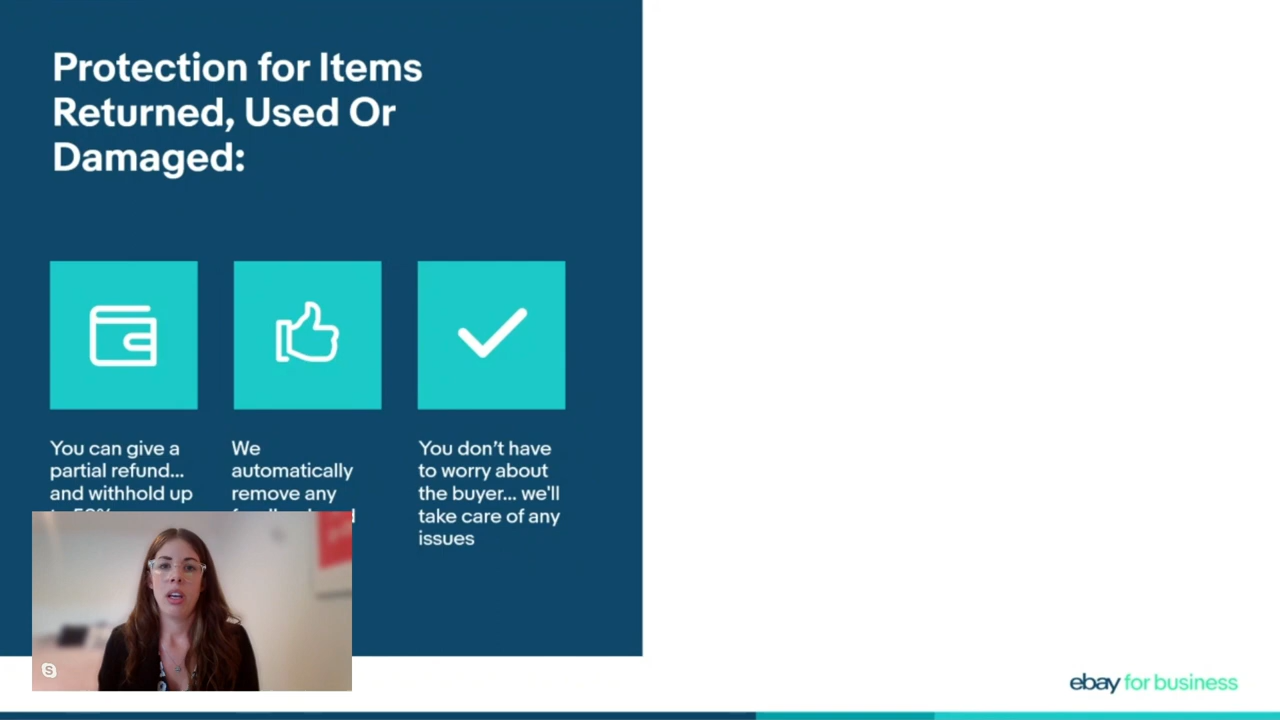 Protection for Items
Returned, Used Or
Damaged:
You can give a
partial refund...
and withhold up
We
automatically
remove any
You don't have
to worry about
the buyer... we'll
take care of any
issues
ebay for business